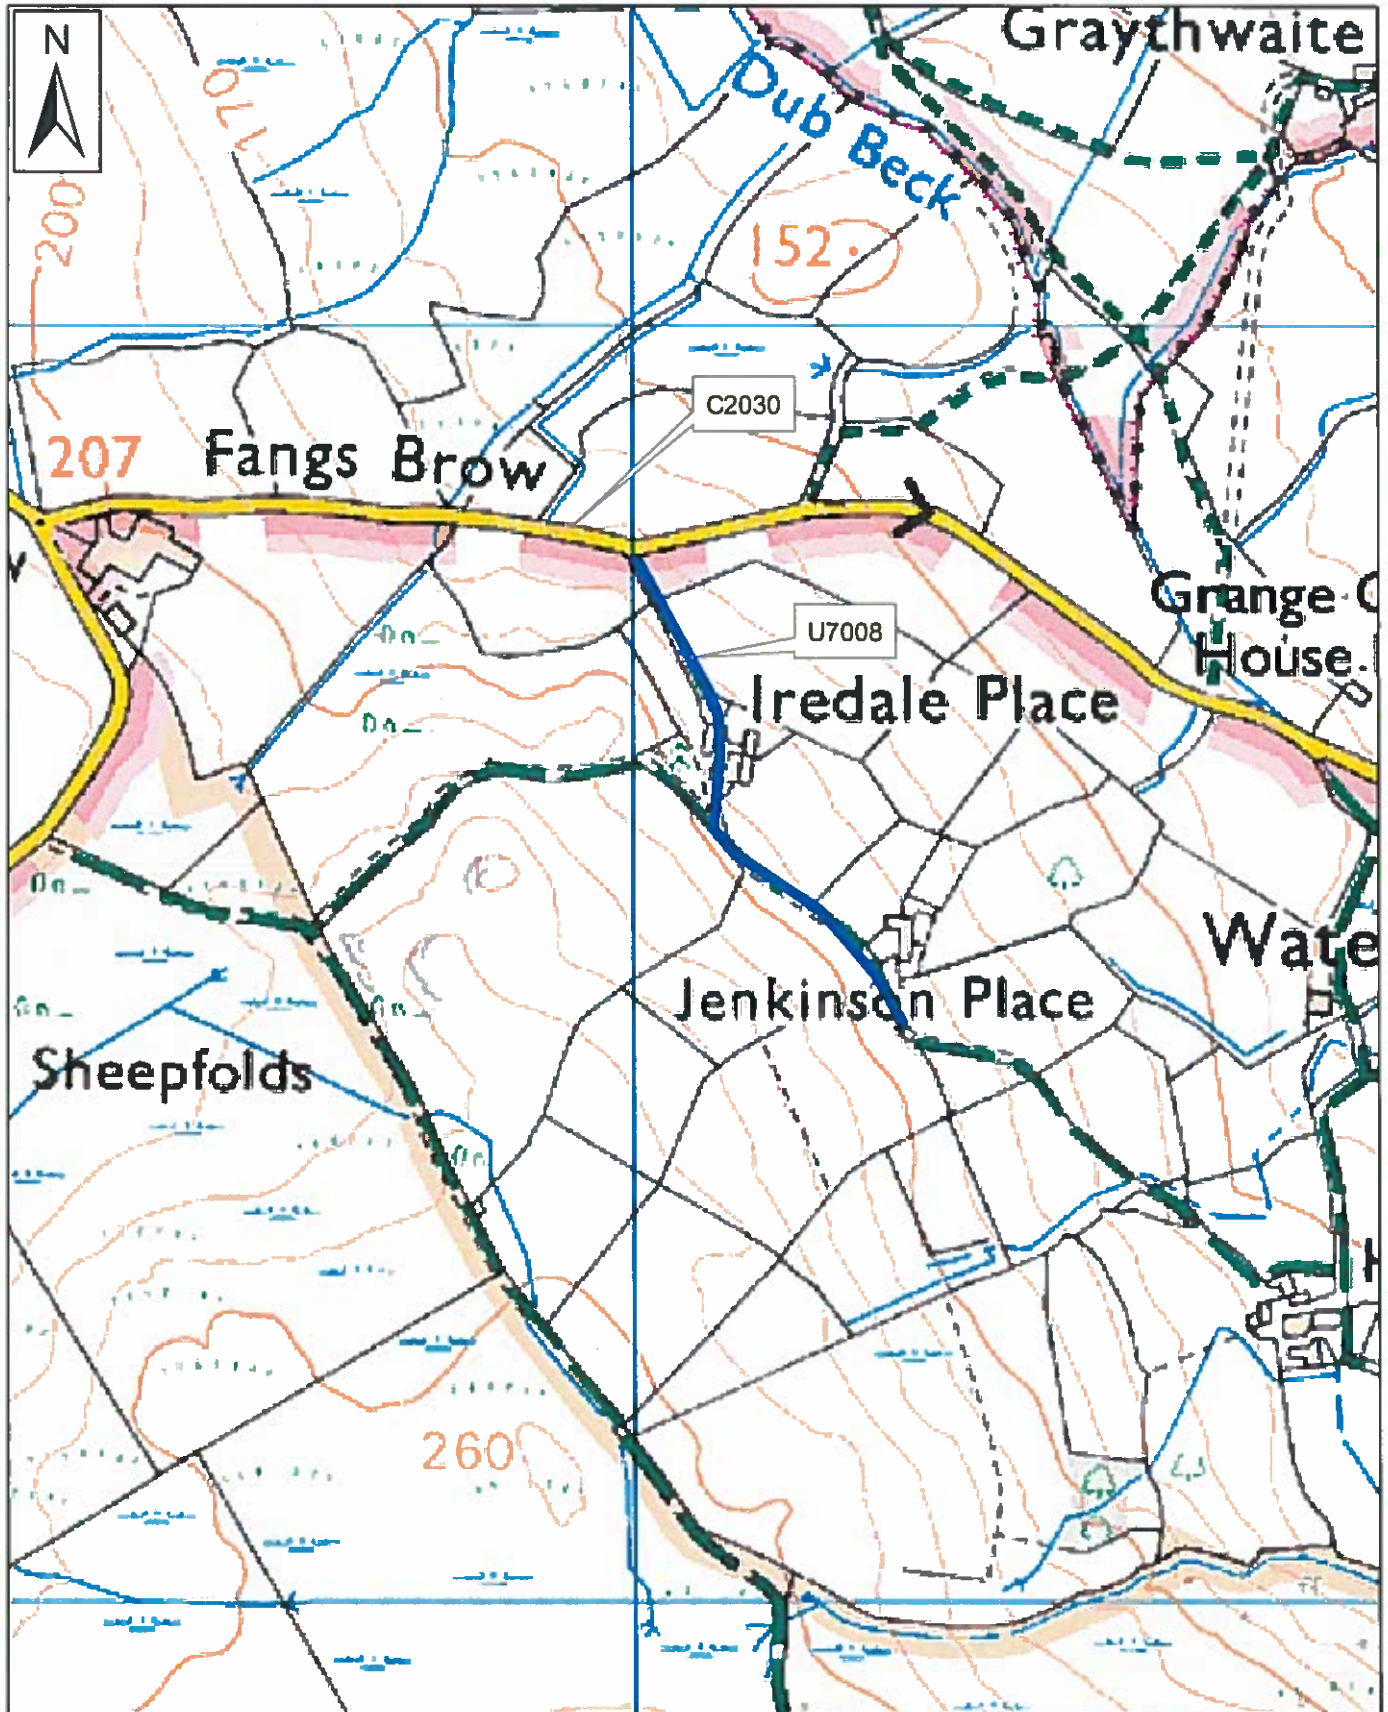 N
Graythwaite
170
Dub Beck
200
152
C2030
207
Fangs Brow
U7008
Grange
House
Iredale Place
Wate
Jenkinson Place
Sheepfolds
H
260